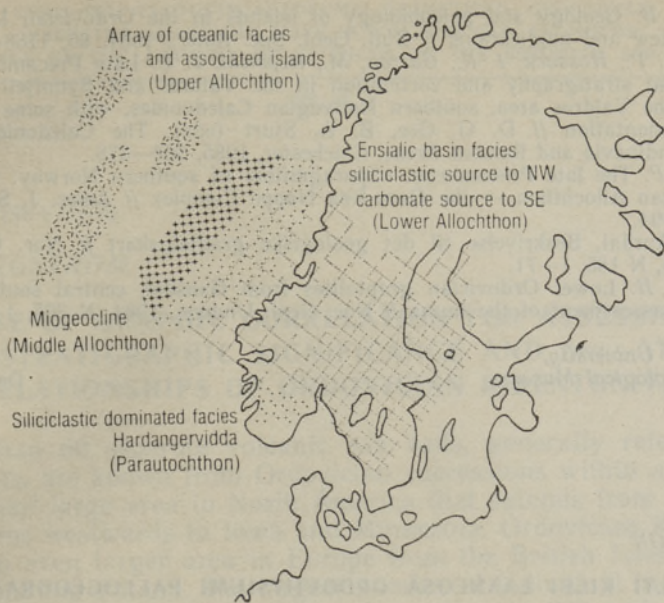 Array of oceanic facies
and associated islands
(Upper Allochthon)
Ensialic basin facies
siliciclastic source to NW
carbonate source to SE
(Lower Allochthon)
Miogeocline
(Middle Allochthon)
Siliciclastic dominated facies
Hardangervidda
(Parautochthon)